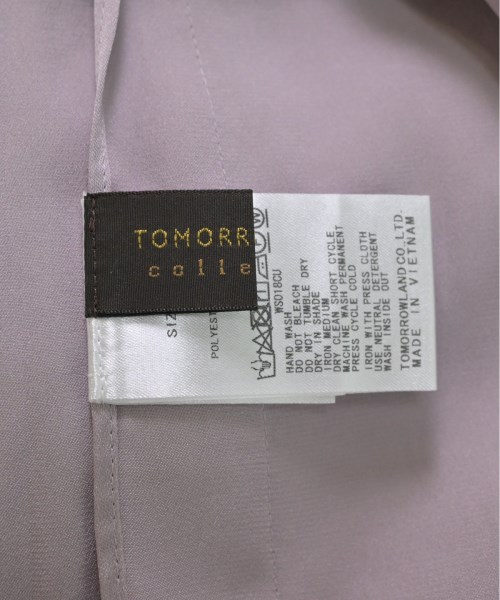 TOMORR
colle
SIZ
POLYEST
WS018CU
HAND WASH
DO NOT BLEACH
DO NOT TUMBLE DRY
DRY IN SHADE
IRON MEDIUM
DRY CLEAN SHORT CYCLE
MACHINE WASH PERMANENT
PRESS CYCLE COLD
IRON WITH PRESS CLOTH
USE NEUTRAL DETERGENT
WASH INSIDE OUT
TOMORROWLAND CO.,LTD.
MADE IN VIETNAM